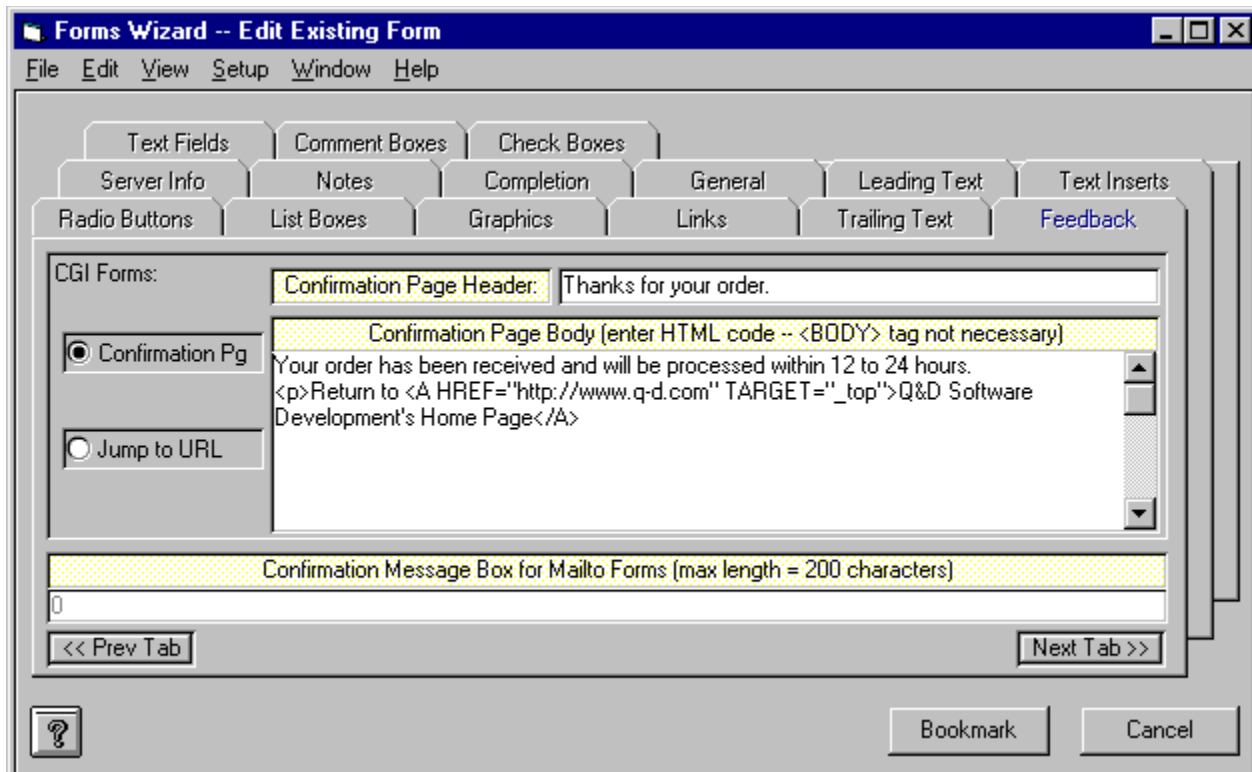 Forms Wizard -- Edit Existing Form
File Edit View Setup Window Help
Text Fields Comment Boxes Check Boxes
Server Info Notes Completion General Leading Text Text Inserts
Radio Buttons List Boxes Graphics Links Trailing Text Feedback
CGI Forms:
Confirmation Page Header: Thanks for your order.
Confirmation Page Body (enter HTML code -- <BODY> tag not necessary)
Confirmation Pg
Your order has been received and will be processed within 12 to 24 hours.
<p>Return to <A HREF="http://www.q-d.com" TARGET="_top">Q&D Software
Development's Home Page</A>
Jump to URL
Confirmation Message Box for Mailto Forms (max length = 200 characters)
0
<< Prev Tab Next Tab >>
? Bookmark Cancel